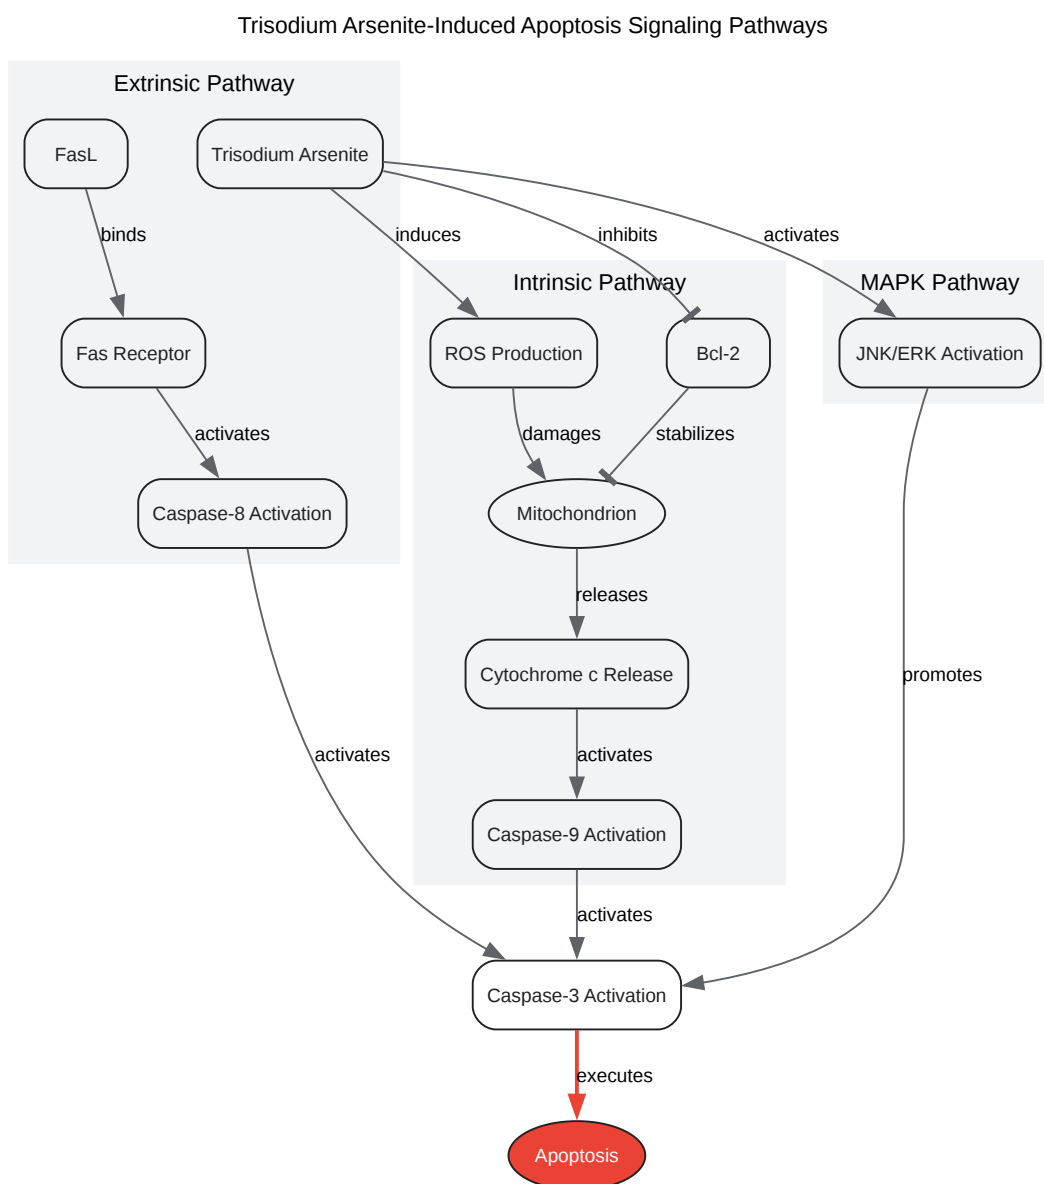 Trisodium Arsenite-Induced Apoptosis Signaling Pathways
Extrinsic Pathway
FasL
Trisodium Arsenite
binds
induces
inhibits
activates
Intrinsic Pathway
MAPK Pathway
Fas Receptor
ROS Production
Bcl-2
JNK/ERK Activation
activates
damages
stabilizes
Caspase-8 Activation
Mitochondrion
releases
Cytochrome c Release
promotes
activates
activates
Caspase-9 Activation
activates
Caspase-3 Activation
executes
Apoptosis